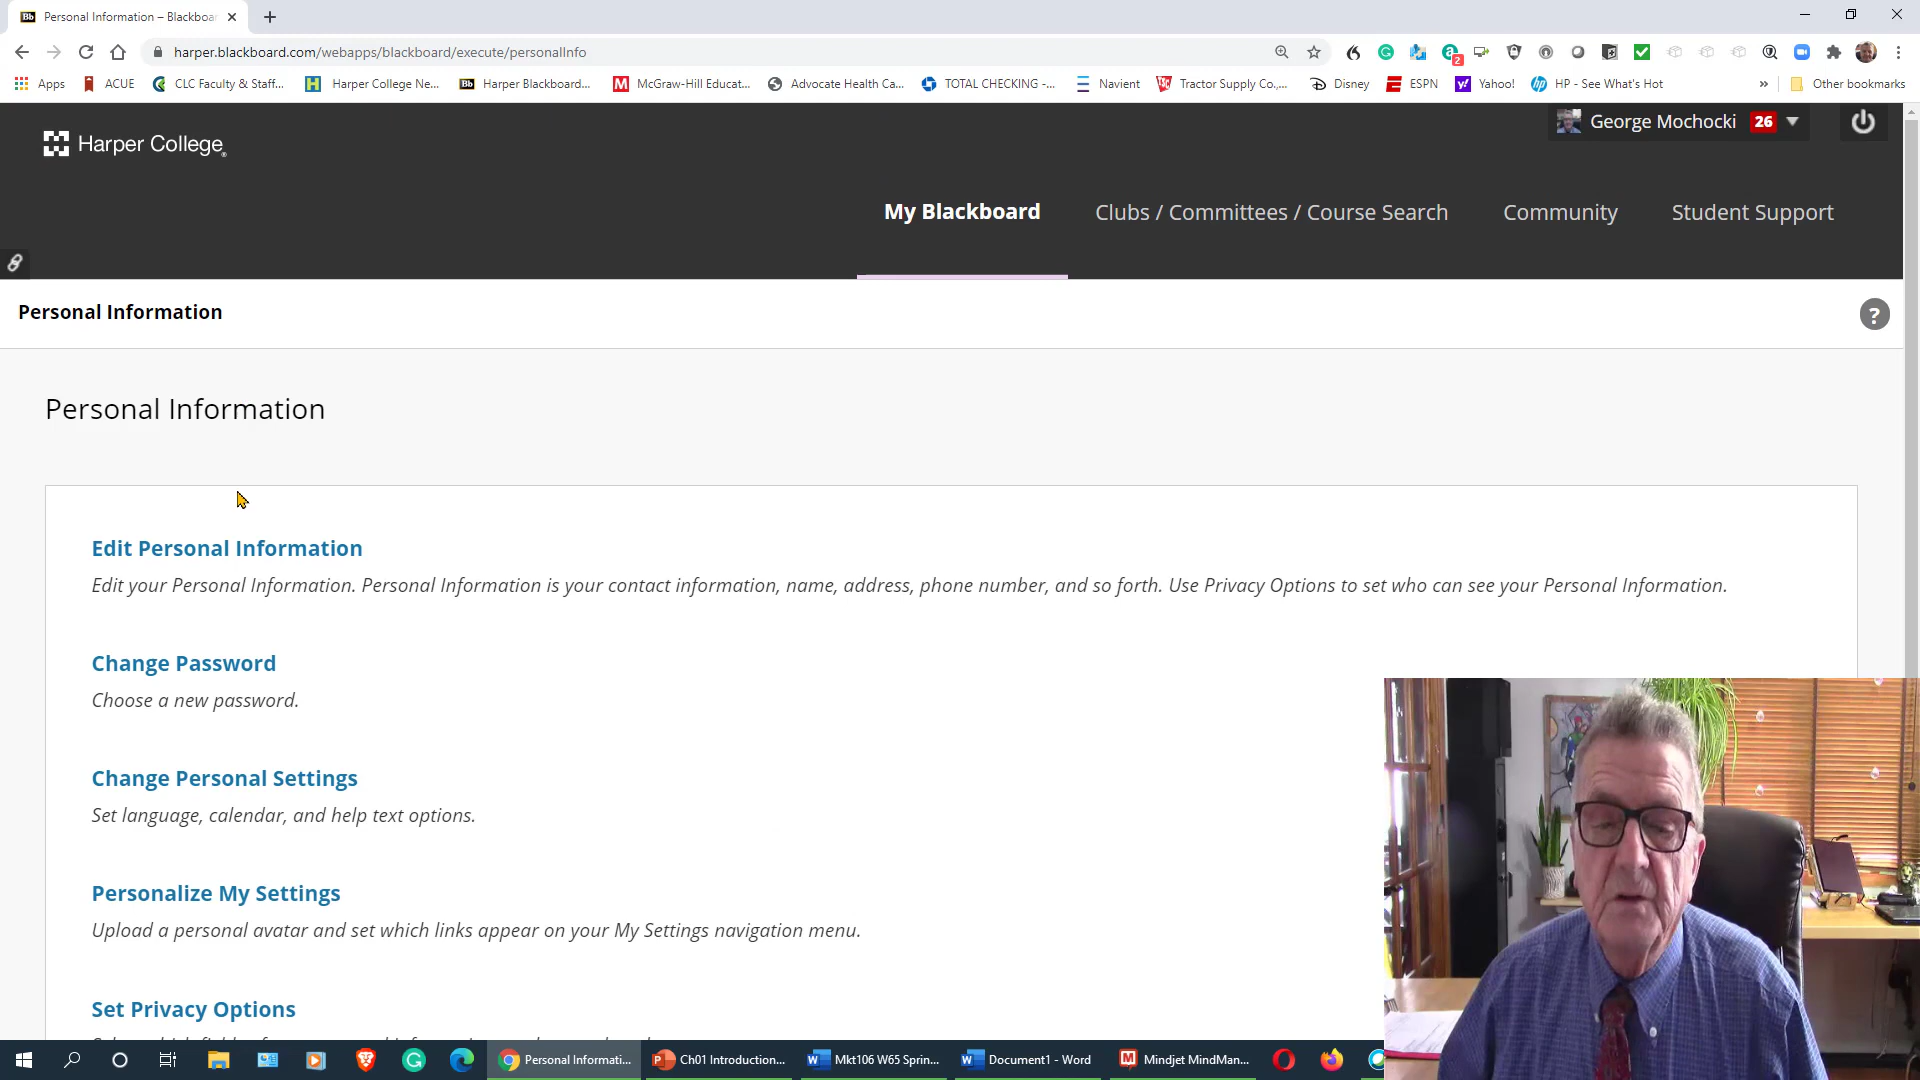 Personal Information – Blackboa
harper.blackboard.com/webapps/blackboard/execute/personalInfo
2
Apps ACUE CLC Faculty & Staff... Harper College Ne... Harper Blackboard... McGraw-Hill Educat... Advocate Health Ca... TOTAL CHECKING -... Navient Tractor Supply Co.,... Disney ESPN Yahoo! HP - See What's Hot » Other bookmarks
Harper College
George Mochocki 26
My Blackboard Clubs / Committees / Course Search Community Student Support
Personal Information
?
Personal Information
Edit Personal Information
Edit your Personal Information. Personal Information is your contact information, name, address, phone number, and so forth. Use Privacy Options to set who can see your Personal Information.
Change Password
Choose a new password.
Change Personal Settings
Set language, calendar, and help text options.
Personalize My Settings
Upload a personal avatar and set which links appear on your My Settings navigation menu.
Set Privacy Options
Personal Informati... Ch01 Introduction... Mkt106 W65 Sprin... Document1 - Word Mindjet MindMan...